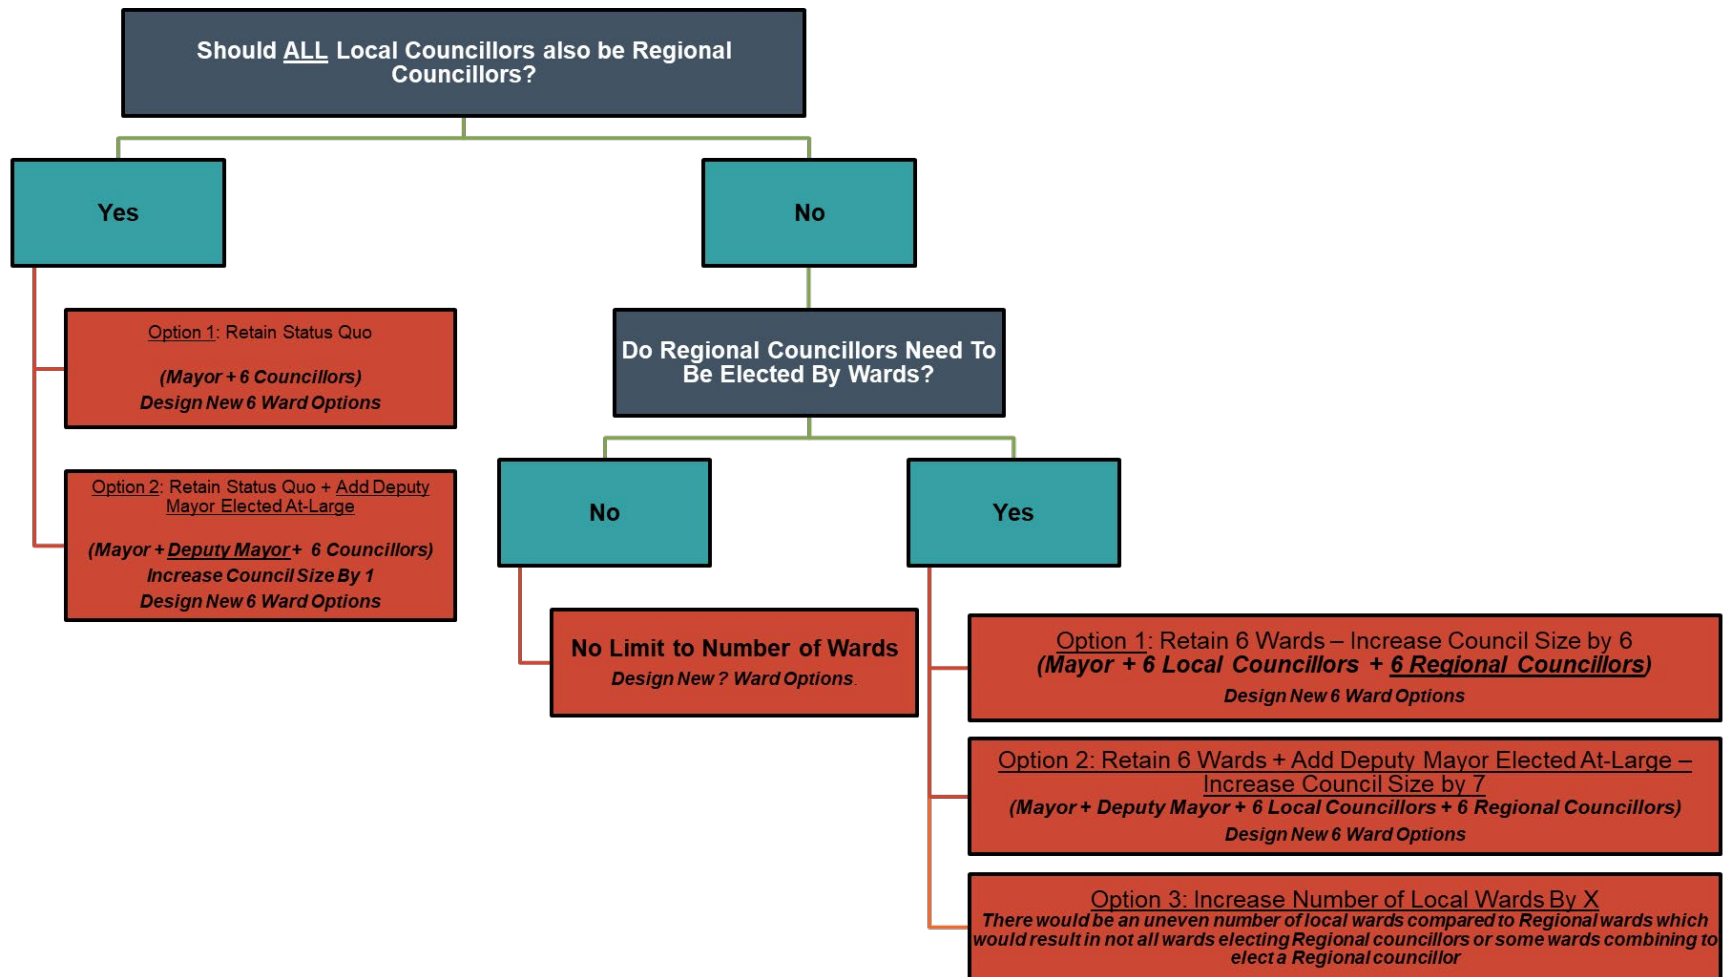 Should ALL Local Councillors also be Regional
Councillors?
Yes
No
Option 1: Retain Status Quo
(Mayor + 6 Councillors)
Design New 6 Ward Options
Do Regional Councillors Need To
Be Elected By Wards?
Option 2: Retain Status Quo + Add Deputy
Mayor Elected At-Large
(Mayor + Deputy Mayor + 6 Councillors)
Increase Council Size By 1
Design New 6 Ward Options
No
Yes
No Limit to Number of Wards
Design New ? Ward Options.
Option 1: Retain 6 Wards – Increase Council Size by 6
(Mayor + 6 Local Councillors + 6 Regional Councillors)
Design New 6 Ward Options
Option 2: Retain 6 Wards + Add Deputy Mayor Elected At-Large –
Increase Council Size by 7
(Mayor + Deputy Mayor + 6 Local Councillors + 6 Regional Councillors)
Design New 6 Ward Options
Option 3: Increase Number of Local Wards By X
There would be an uneven number of local wards compared to Regional wards which
would result in not all wards electing Regional councillors or some wards combining to
elect a Regional councillor